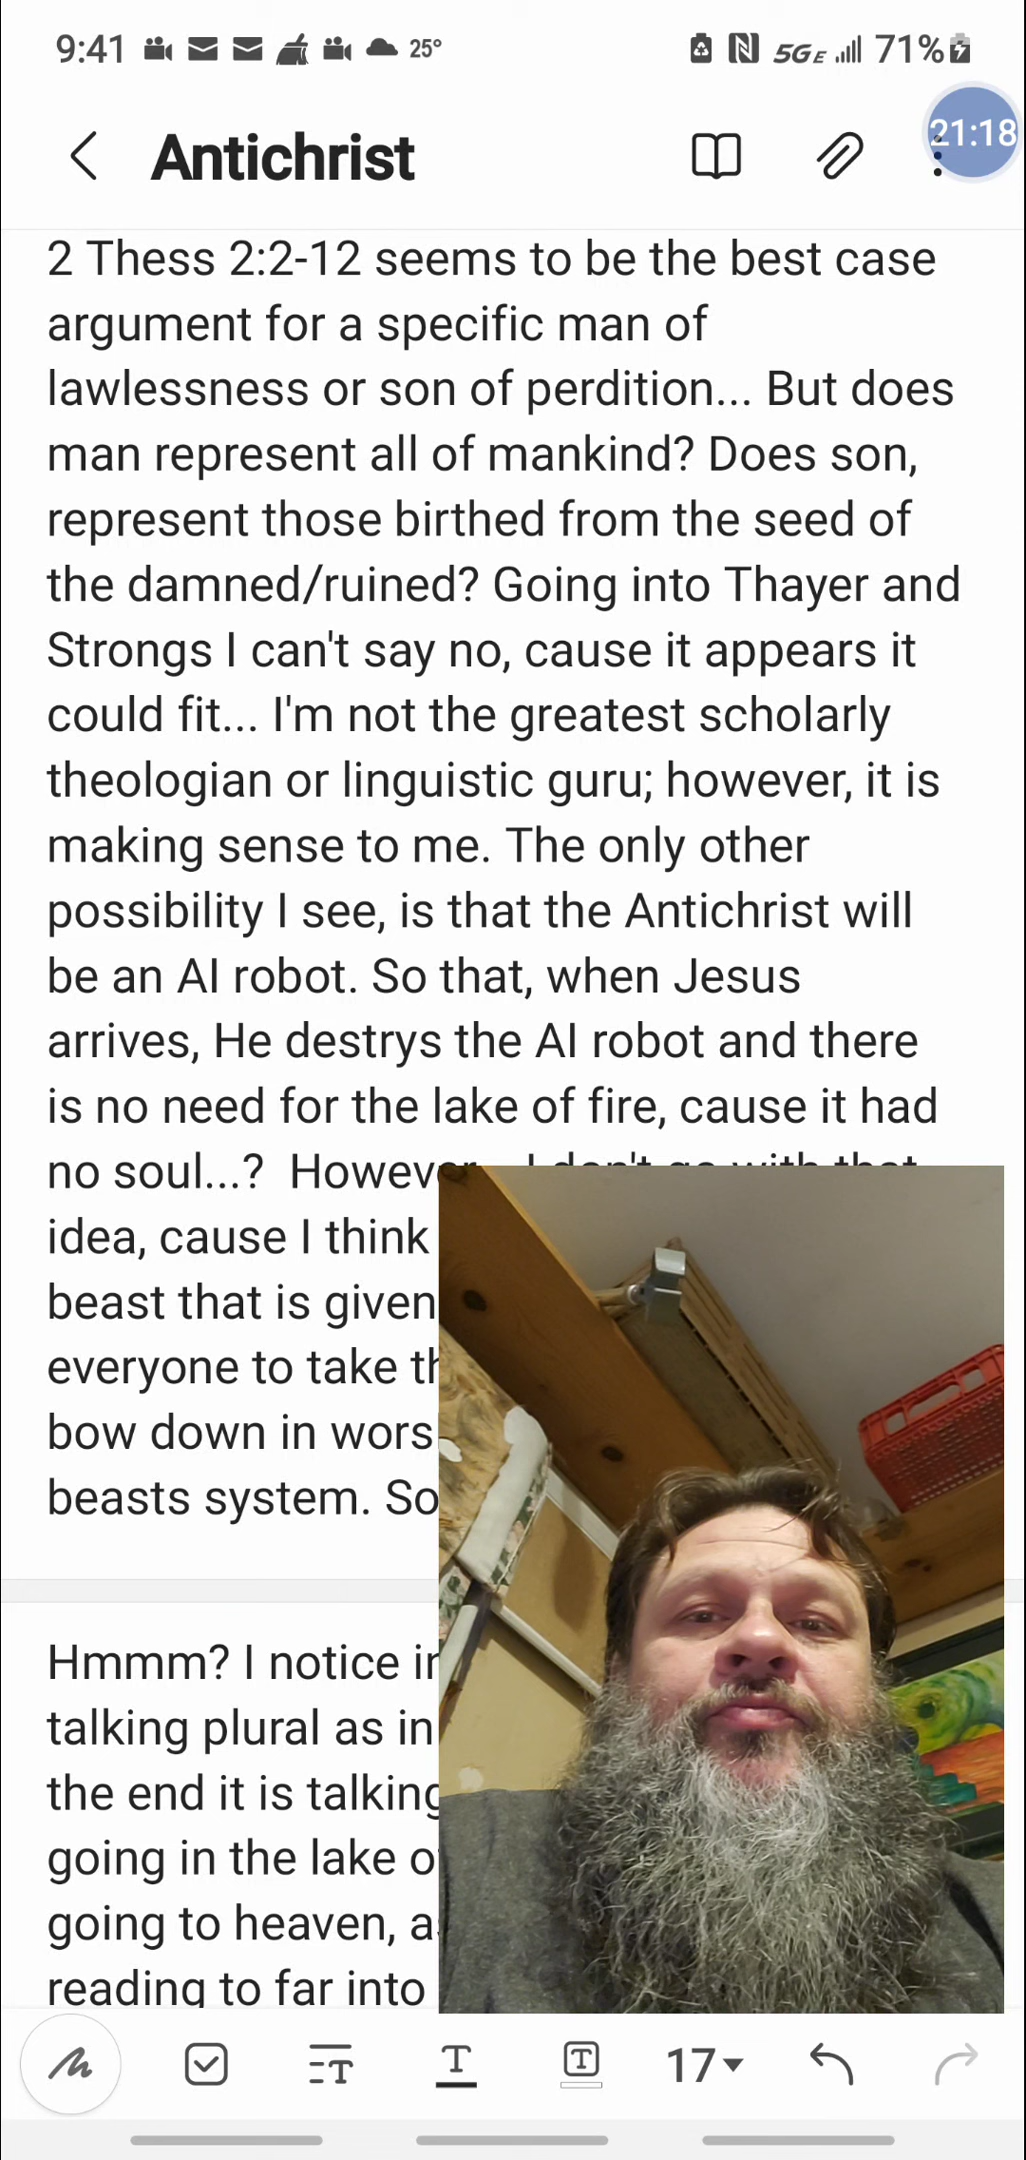 9:41 25° 5GE 71%
21:18
Antichrist
2 Thess 2:2-12 seems to be the best case
argument for a specific man of
lawlessness or son of perdition... But does
man represent all of mankind? Does son,
represent those birthed from the seed of
the damned/ruined? Going into Thayer and
Strongs I can't say no, cause it appears it
could fit... I'm not the greatest scholarly
theologian or linguistic guru; however, it is
making sense to me. The only other
possibility I see, is that the Antichrist will
be an AI robot. So that, when Jesus
arrives, He destrys the AI robot and there
is no need for the lake of fire, cause it had
no soul...? However... I don't go with that
idea, cause I think
beast that is given
everyone to take
bow down in
beasts system. So
Hmmm? I notice
talking plural as in
the end it is talking
going in the lake
going to heaven,
reading to far into
17